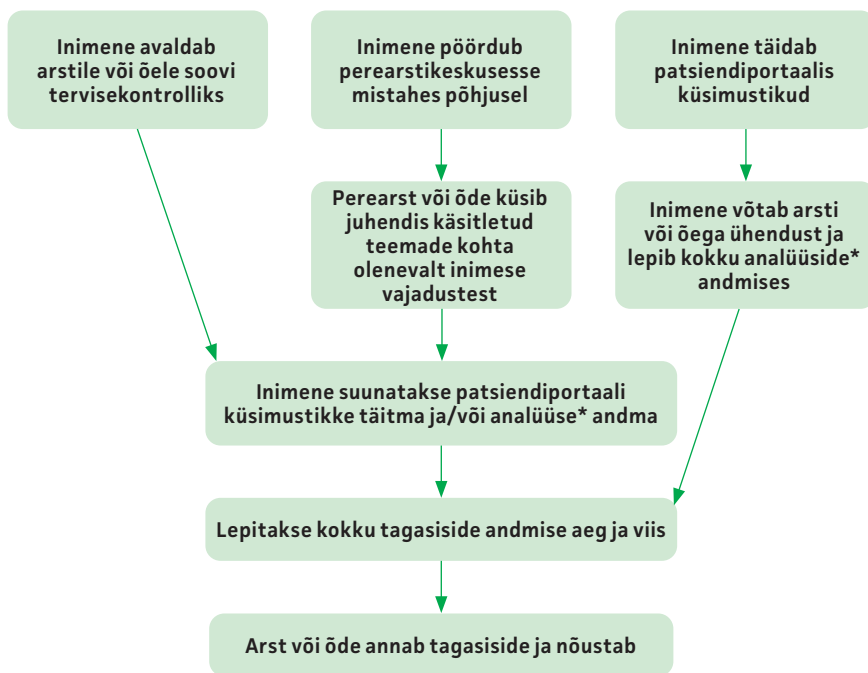 Inimene avaldab
arstile või õele soovi
tervisekontrolliks
Inimene pöördub
perearstikeskusesse
mistahes põhjusel
Inimene täidab
patsiendiportaalis
küsimustikud
Perearst või õde küsib
juhendis käsitletud
teemade kohta
olenevalt inimese
vajadustest
Inimene võtab arsti
või õega ühendust ja
lepib kokku analüüside*
andmises
Inimene suunatakse patsiendiportaali
küsimustikke täitma ja/või analüüse* andma
Lepitakse kokku tagasiside andmise aeg ja viis
Arst või õde annab tagasiside ja nõustab